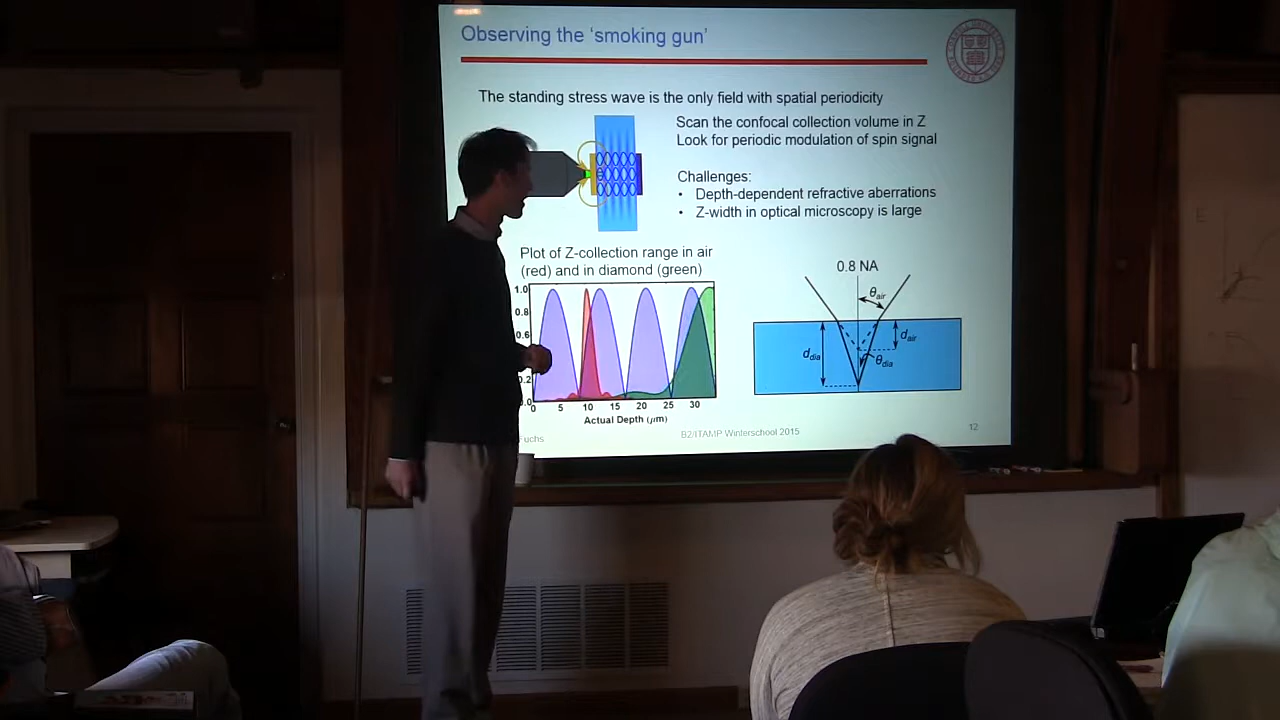 Observing the ‘smoking gun’
The standing stress wave is the only field with spatial periodicity
Scan the confocal collection volume in Z
Look for periodic modulation of spin signal
Challenges:
• Depth-dependent refractive aberrations
• Z-width in optical microscopy is large
Plot of Z-collection range in air
(red) and in diamond (green)
1.0
0.8
0.6
0.2
0.0
0 5 10 15 20 25 30
Actual Depth (μm)
0.8 NA
θair
dair
ddia
θdia
Fuchs
B2/ITAMP Winterschool 2015
12